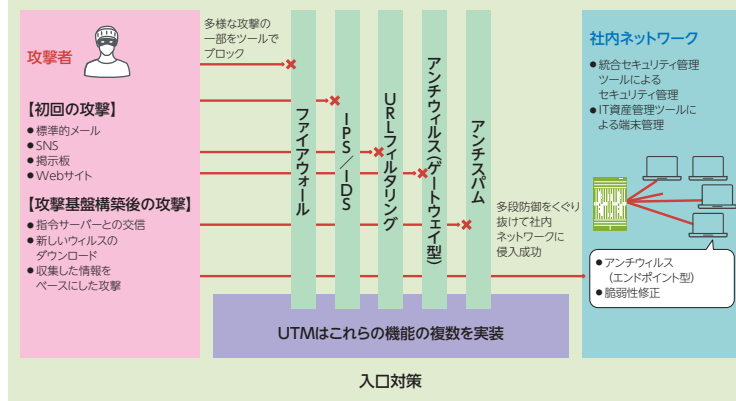 攻撃者
【初回の攻撃】
●標準的メール
●SNS
●掲示板
●Webサイト
【攻撃基盤構築後の攻撃】
●指令サーバーとの交信
●新しいウィルスの
ダウンロード
●収集した情報を
ベースにした攻撃
多様な攻撃の
一部をツールで
ブロック
ファイアウォール
IPS／IDS
URLフィルタリング
アンチウィルス(ゲートウェイ型)
アンチスパム
多段防御をくぐり
抜けて社内
ネットワークに
侵入成功
社内ネットワーク
●統合セキュリティ管理
ツールによる
セキュリティ管理
●IT資産管理ツールに
よる端末管理
●アンチウィルス
（エンドポイント型）
●脆弱性修正
UTMはこれらの機能の複数を実装
入口対策